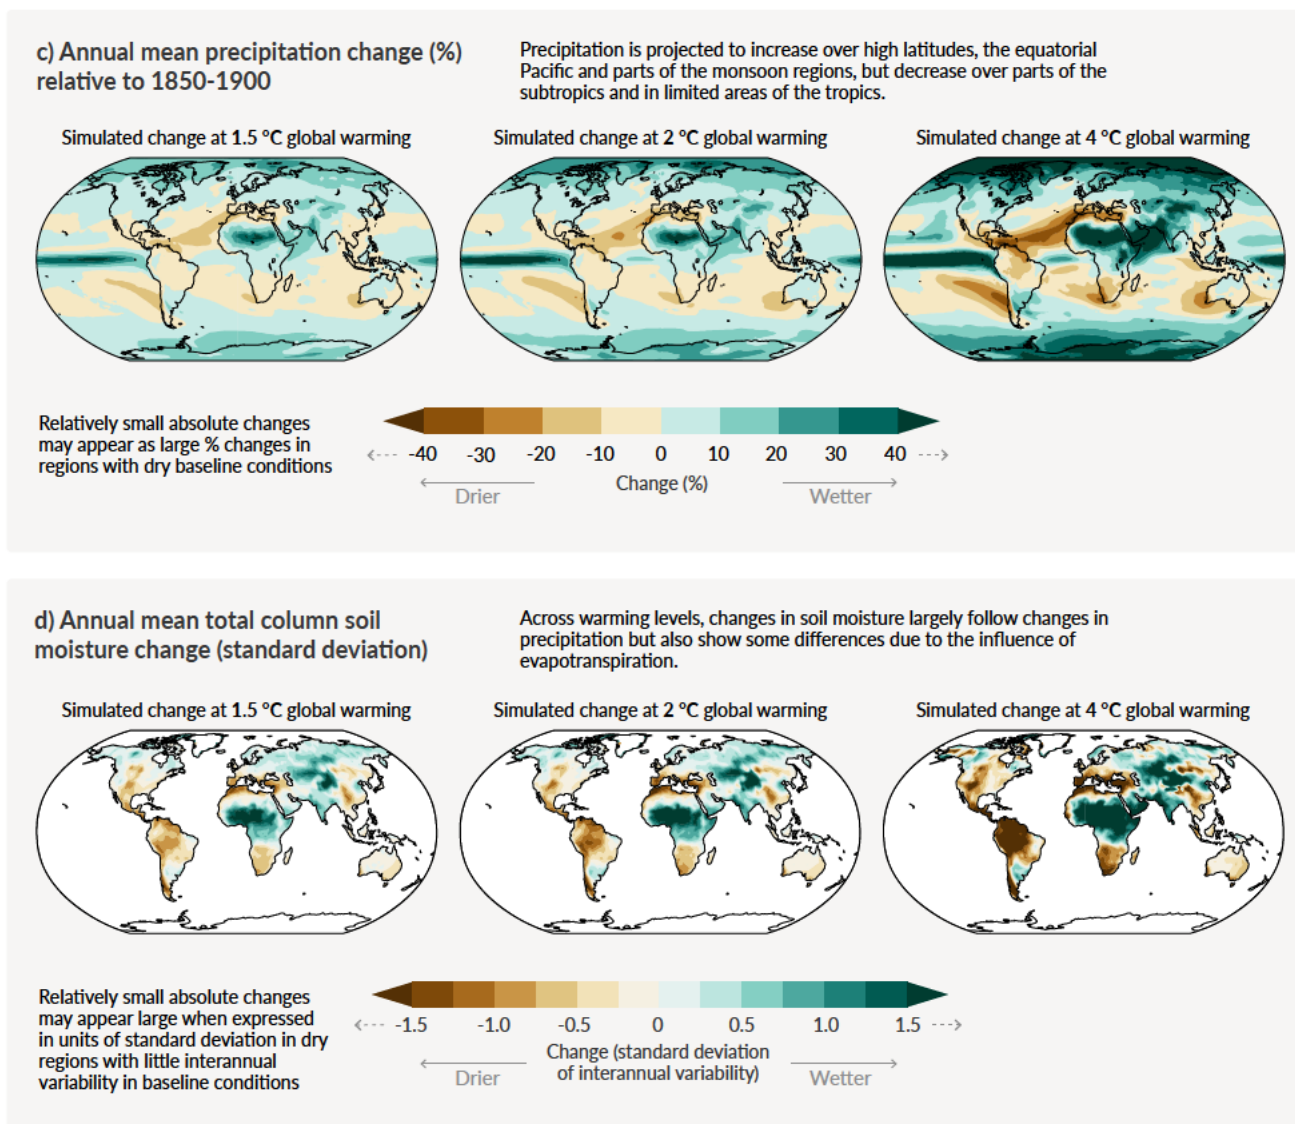 c) Annual mean precipitation change (%)
relative to 1850-1900
Precipitation is projected to increase over high latitudes, the equatorial
Pacific and parts of the monsoon regions, but decrease over parts of the
subtropics and in limited areas of the tropics.
Simulated change at 1.5 °C global warming
Simulated change at 2 °C global warming
Simulated change at 4 °C global warming
Relatively small absolute changes
may appear as large % changes in
regions with dry baseline conditions
-40 -30 -20 -10 0 10 20 30 40
Change (%)
Drier
Wetter
d) Annual mean total column soil
moisture change (standard deviation)
Across warming levels, changes in soil moisture largely follow changes in
precipitation but also show some differences due to the influence of
evapotranspiration.
Simulated change at 1.5 °C global warming
Simulated change at 2 °C global warming
Simulated change at 4 °C global warming
Relatively small absolute changes
may appear large when expressed
in units of standard deviation in dry
regions with little interannual
variability in baseline conditions
-1.5 -1.0 -0.5 0 0.5 1.0 1.5
Change (standard deviation
of interannual variability)
Drier
Wetter